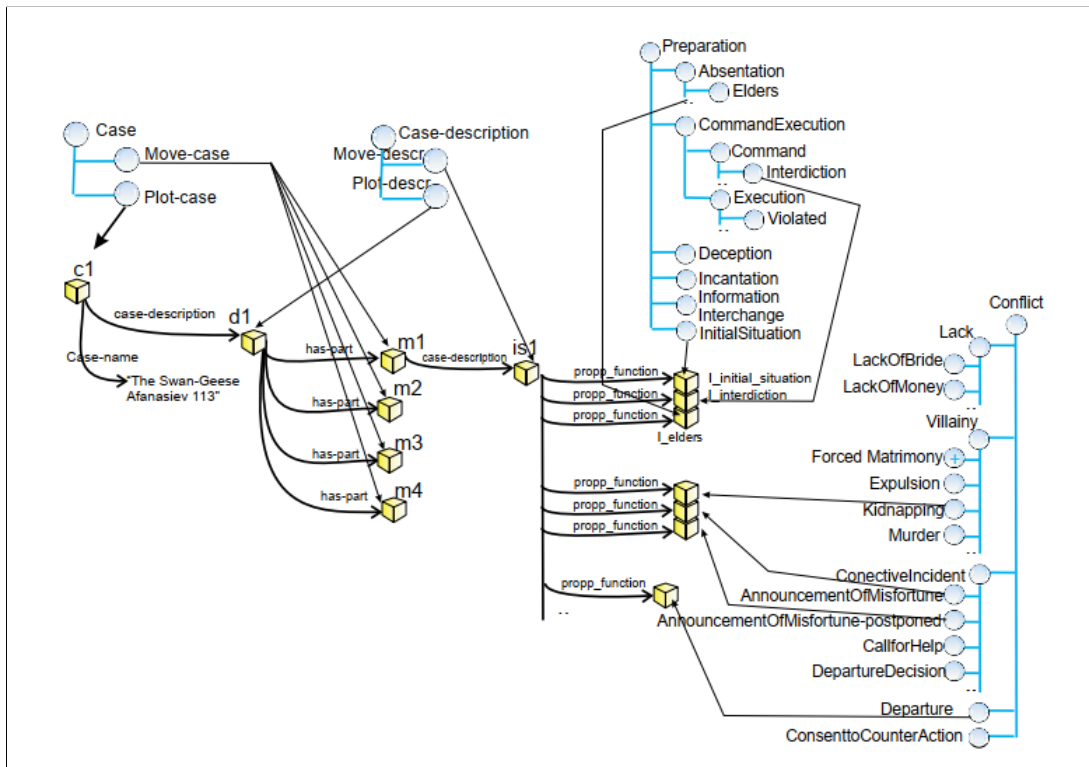 Preparation
Absentation
Elders
..
CommandExecution
Command
Interdiction
..
Execution
Violated
..
Deception
Incantation
Information
Interchange
InitialSituation
Case
Move-case
Plot-case
Case-description
Move-descr
Plot-descr
c1
case-description
d1
Case-name
"The Swan-Geese
Afanasiev 113"
has-part
m1
has-part
m2
has-part
m3
has-part
m4
case-description
is1
propp_function
I_initial_situation
propp_function
I_interdiction
propp_function
I_elders
propp_function
propp_function
propp_function
propp_function
..
Conflict
Lack
LackOfBride
LackOfMoney
..
Villainy
Forced Matrimony
+
Expulsion
Kidnapping
Murder
..
ConectiveIncident
AnnouncementOfMisfortune
AnnouncementOfMisfortune-postponed
CallforHelp
DepartureDecision
..
Departure
ConsenttoCounterAction